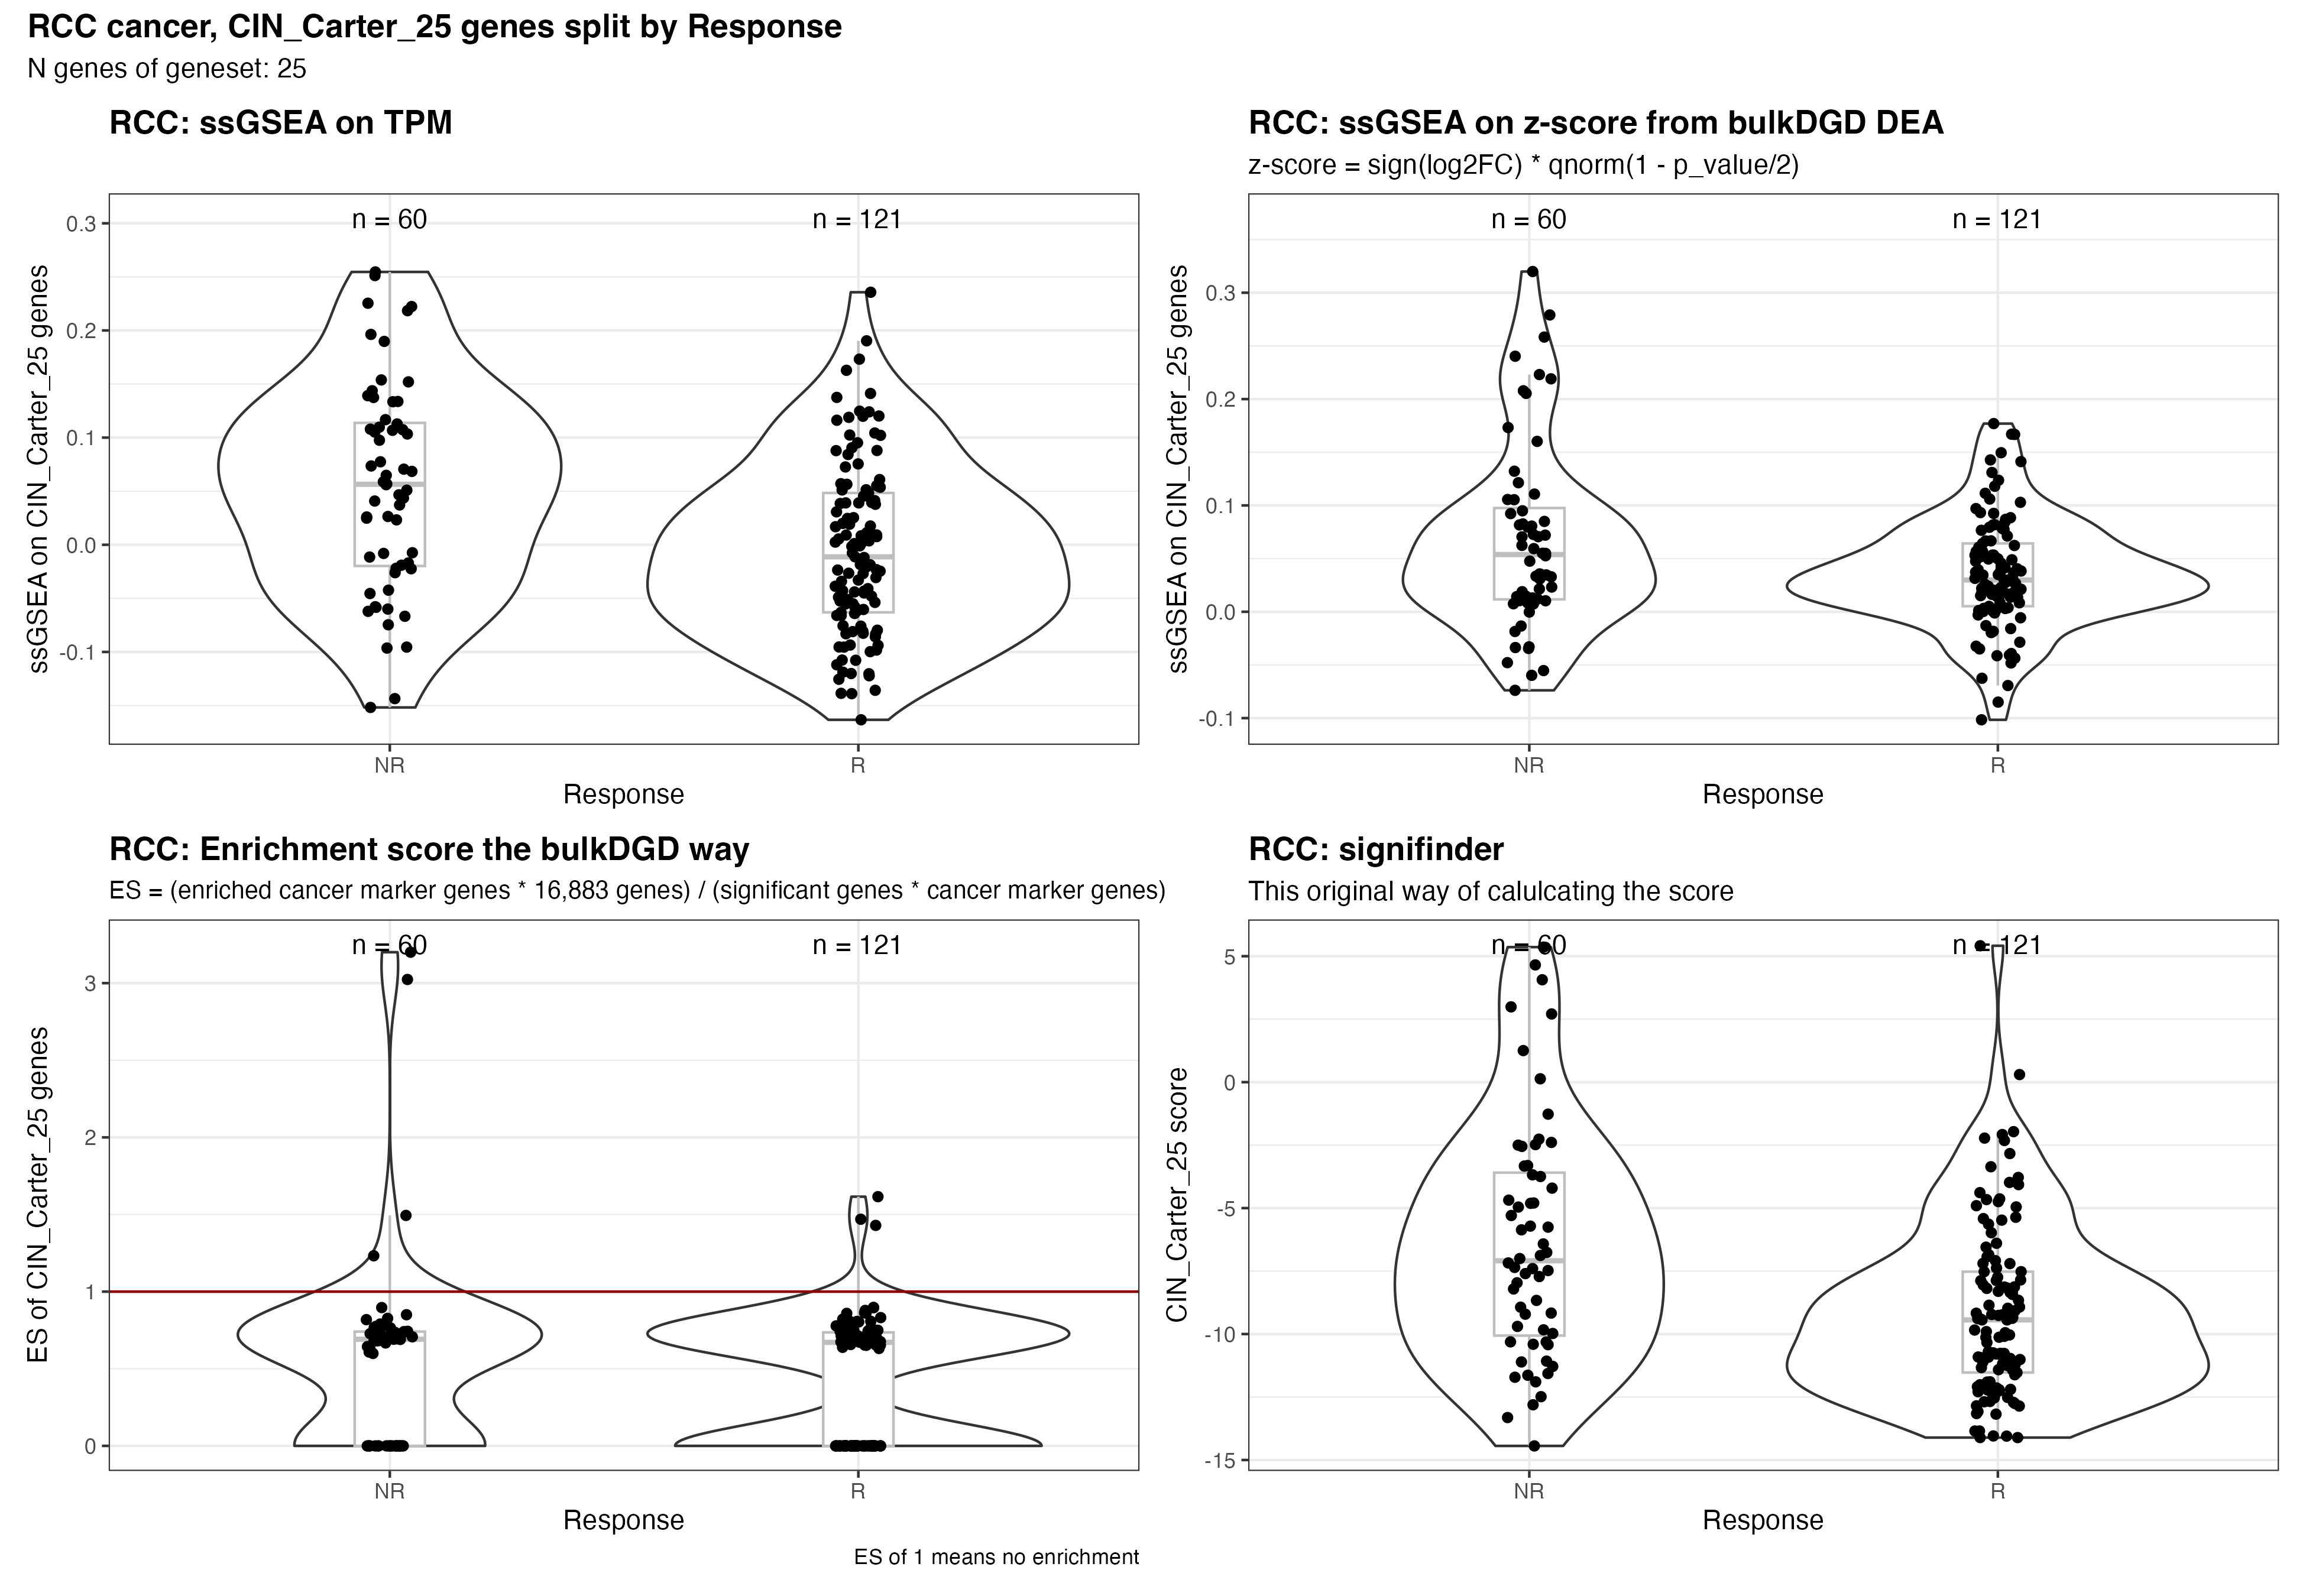 RCC cancer, CIN_Carter_25 genes split by Response
N genes of geneset: 25
RCC: ssGSEA on TPM
ssGSEA on CIN_Carter_25 genes
0.3
0.2
0.1
0.0
-0.1
n = 60
n = 121
NR
R
Response
RCC: ssGSEA on z-score from bulkDGD DEA
z-score = sign(log2FC) * qnorm(1 - p_value/2)
ssGSEA on CIN_Carter_25 genes
0.3
0.2
0.1
0.0
-0.1
n = 60
n = 121
NR
R
Response
RCC: Enrichment score the bulkDGD way
ES = (enriched cancer marker genes * 16,883 genes) / (significant genes * cancer marker genes)
ES of CIN_Carter_25 genes
3
2
1
0
n = 60
n = 121
NR
R
Response
ES of 1 means no enrichment
RCC: signifinder
This original way of calulcating the score
CIN_Carter_25 score
5
0
-5
-10
-15
n = 60
n = 121
NR
R
Response